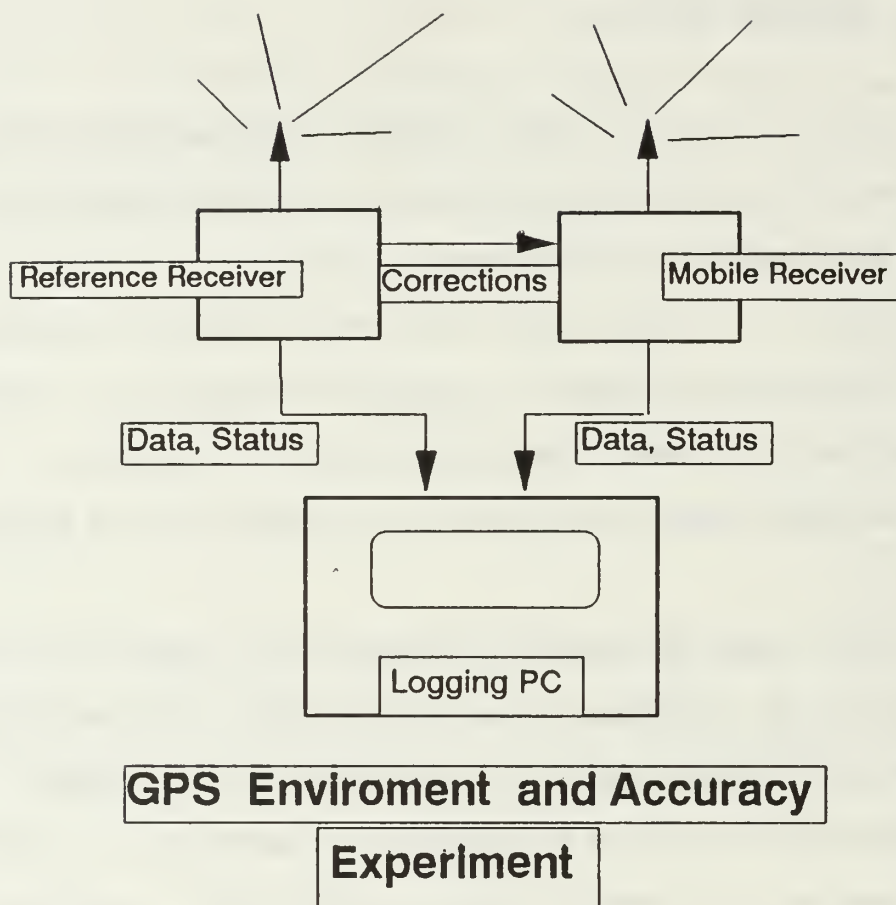 Reference Receiver
Corrections
Mobile Receiver
Data, Status
Data, Status
Logging PC
GPS Enviroment and Accuracy
Experiment